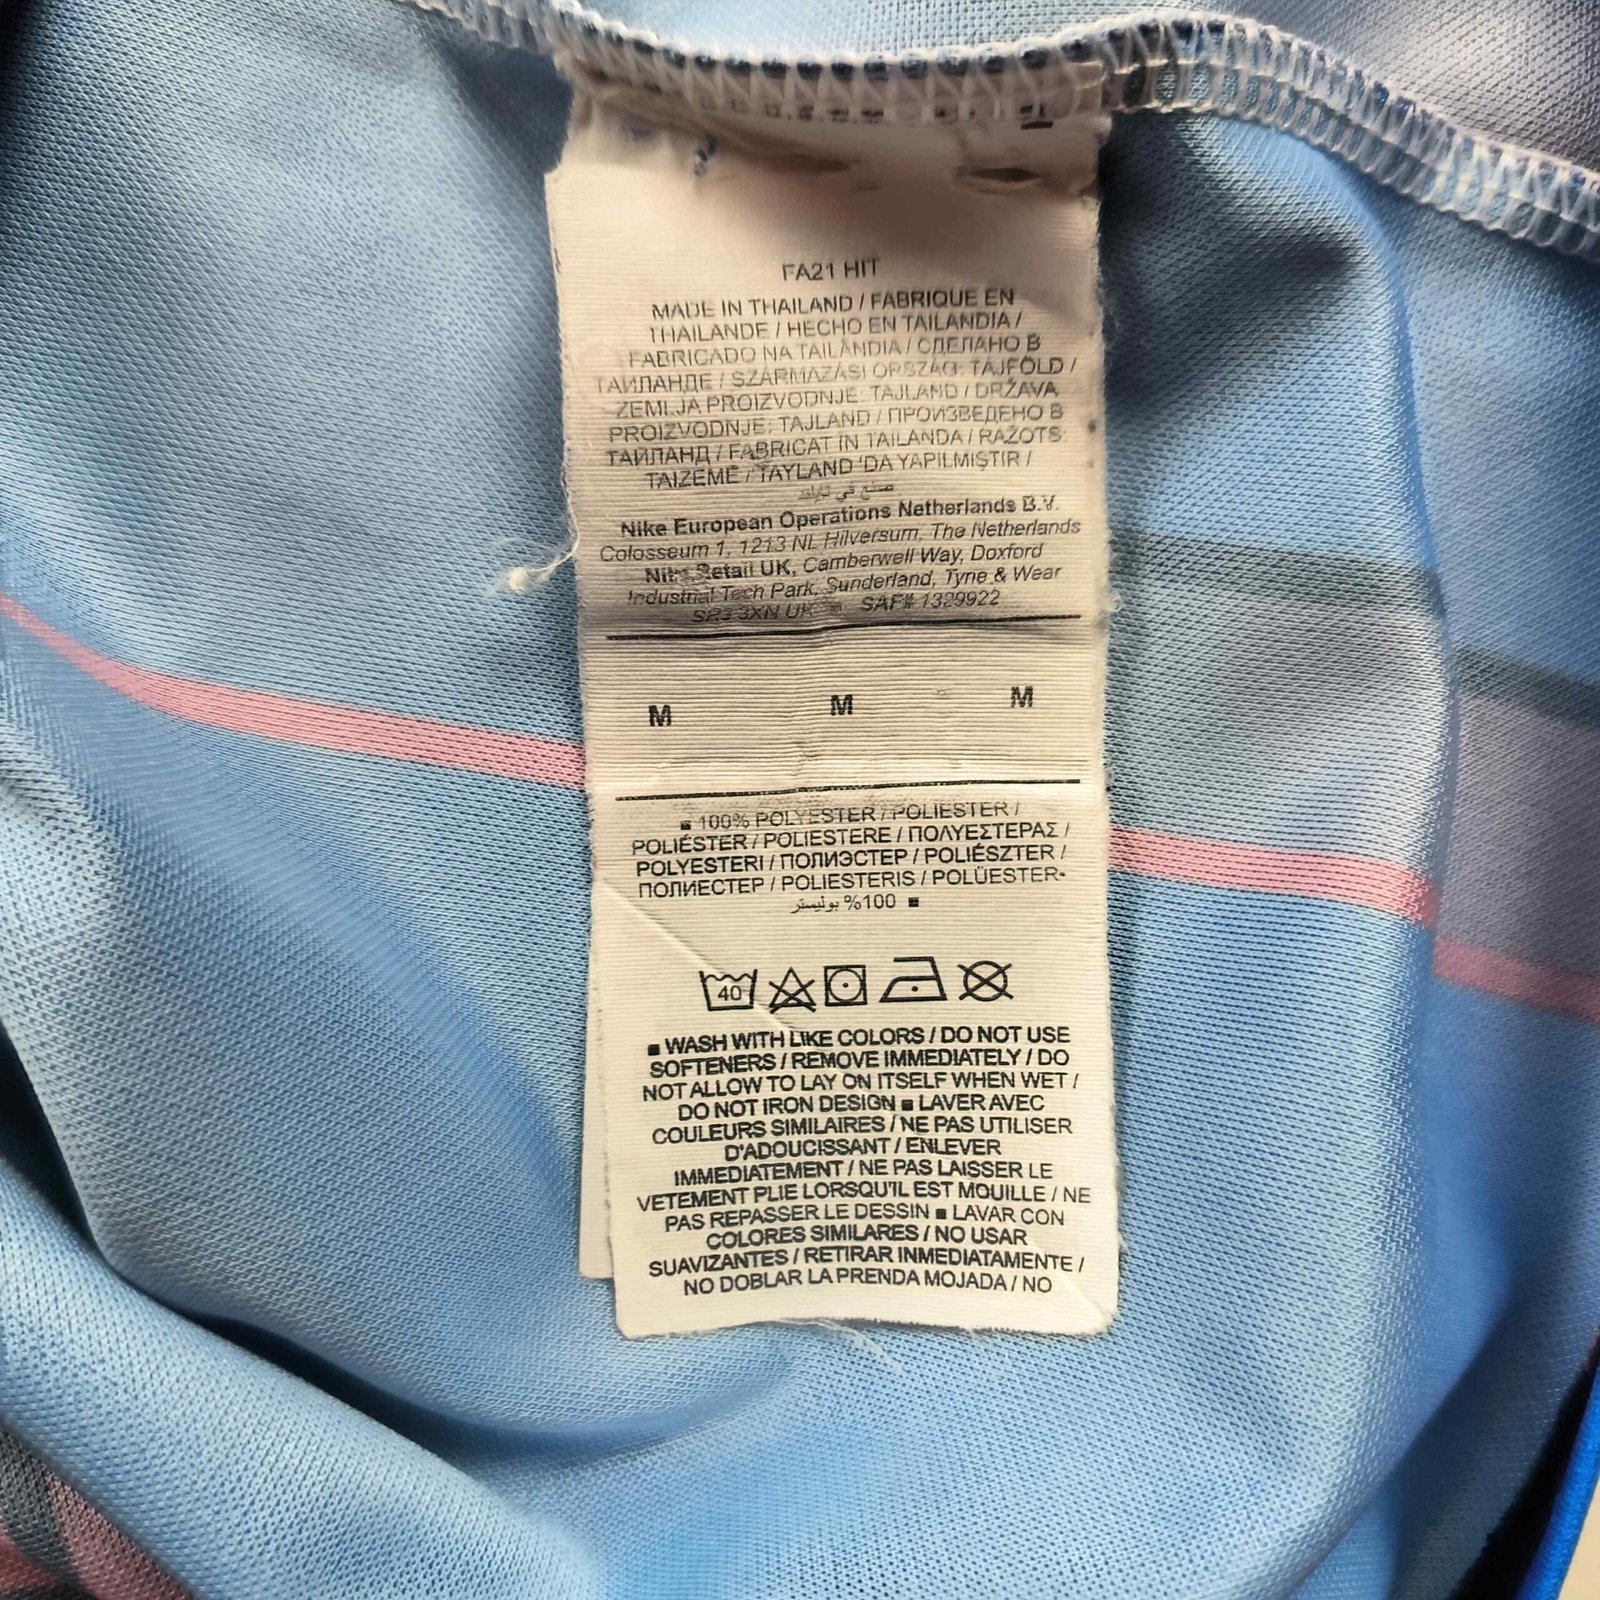 FA21 HIT
MADE IN THAILAND / FABRIQUE EN
THAILANDE / HECHO EN TAILANDIA /
FABRICADO NA TAILÂNDIA / СДЕЛАНО В
ТАИЛАНДЕ / SZÁRMAZÁSI ORSZÁG: TAJFÖLD /
ZEMLJA PROIZVODNJE: TAJLAND / DRŽAVA
PROIZVODNJE: TAJLAND / ПРОИЗВЕДЕНО В
ТАИЛАНД / FABRICAT IN TAILANDA / RAŽOTS
TAIZEMĒ / TAYLAND 'DA YAPILMIŞTIR /
صنع في
Nike European Operations Netherlands B.V.
Colosseum 1, 1213 NL Hilversum, The Netherlands
Nike Retail UK, Camberwell Way, Doxford
Industrial Tech Park, Sunderland, Tyne & Wear
SR3 3XN UK SAF# 1329922
M M M
■ 100% POLYESTER / POLIESTER /
POLIÉSTER / POLIESTERE / ΠΟΛΥΕΣΤΕΡΑΣ /
POLYESTERI / ПОЛИЭСТЕР / POLIÉSZTER /
ПОЛИЕСТЕР / POLIESTERIS / POLÜESTER•
■ 100% بوليستر
40
■ WASH WITH LIKE COLORS / DO NOT USE
SOFTENERS / REMOVE IMMEDIATELY / DO
NOT ALLOW TO LAY ON ITSELF WHEN WET /
DO NOT IRON DESIGN ■ LAVER AVEC
COULEURS SIMILAIRES / NE PAS UTILISER
D'ADOUCISSANT / ENLEVER
IMMEDIATEMENT / NE PAS LAISSER LE
VETEMENT PLIE LORSQU'IL EST MOUILLE / NE
PAS REPASSER LE DESSIN ■ LAVAR CON
COLORES SIMILARES / NO USAR
SUAVIZANTES / RETIRAR INMEDIATAMENTE /
NO DOBLAR LA PRENDA MOJADA / NO